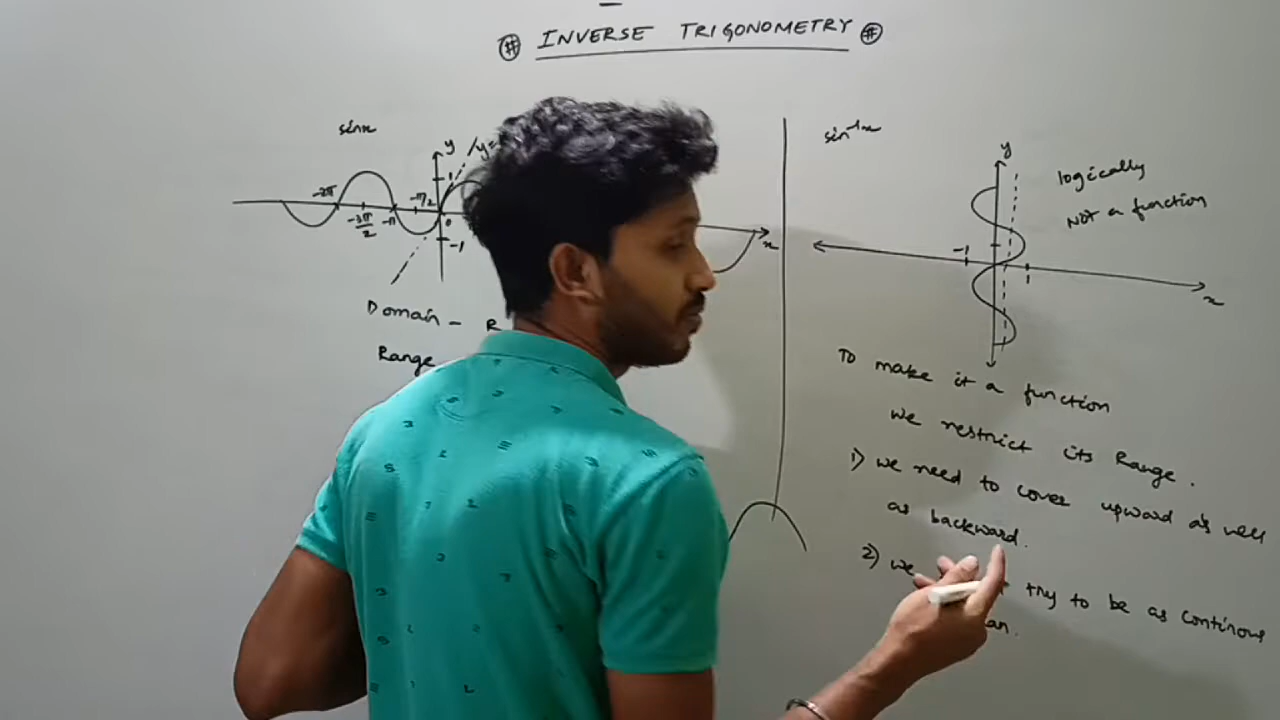 # INVERSE TRIGONOMETRY #
sinx
y
/y=
1
-2π
-3π/2
-π
-π/2
0
-1
x
Domain - R
Range
sin⁻¹x
y
logically
NOT a function
-1
1
x
To make it a function
we restrict its Range.
1) we need to cover upward as well
as backward.
2) we try to be as continous
an.